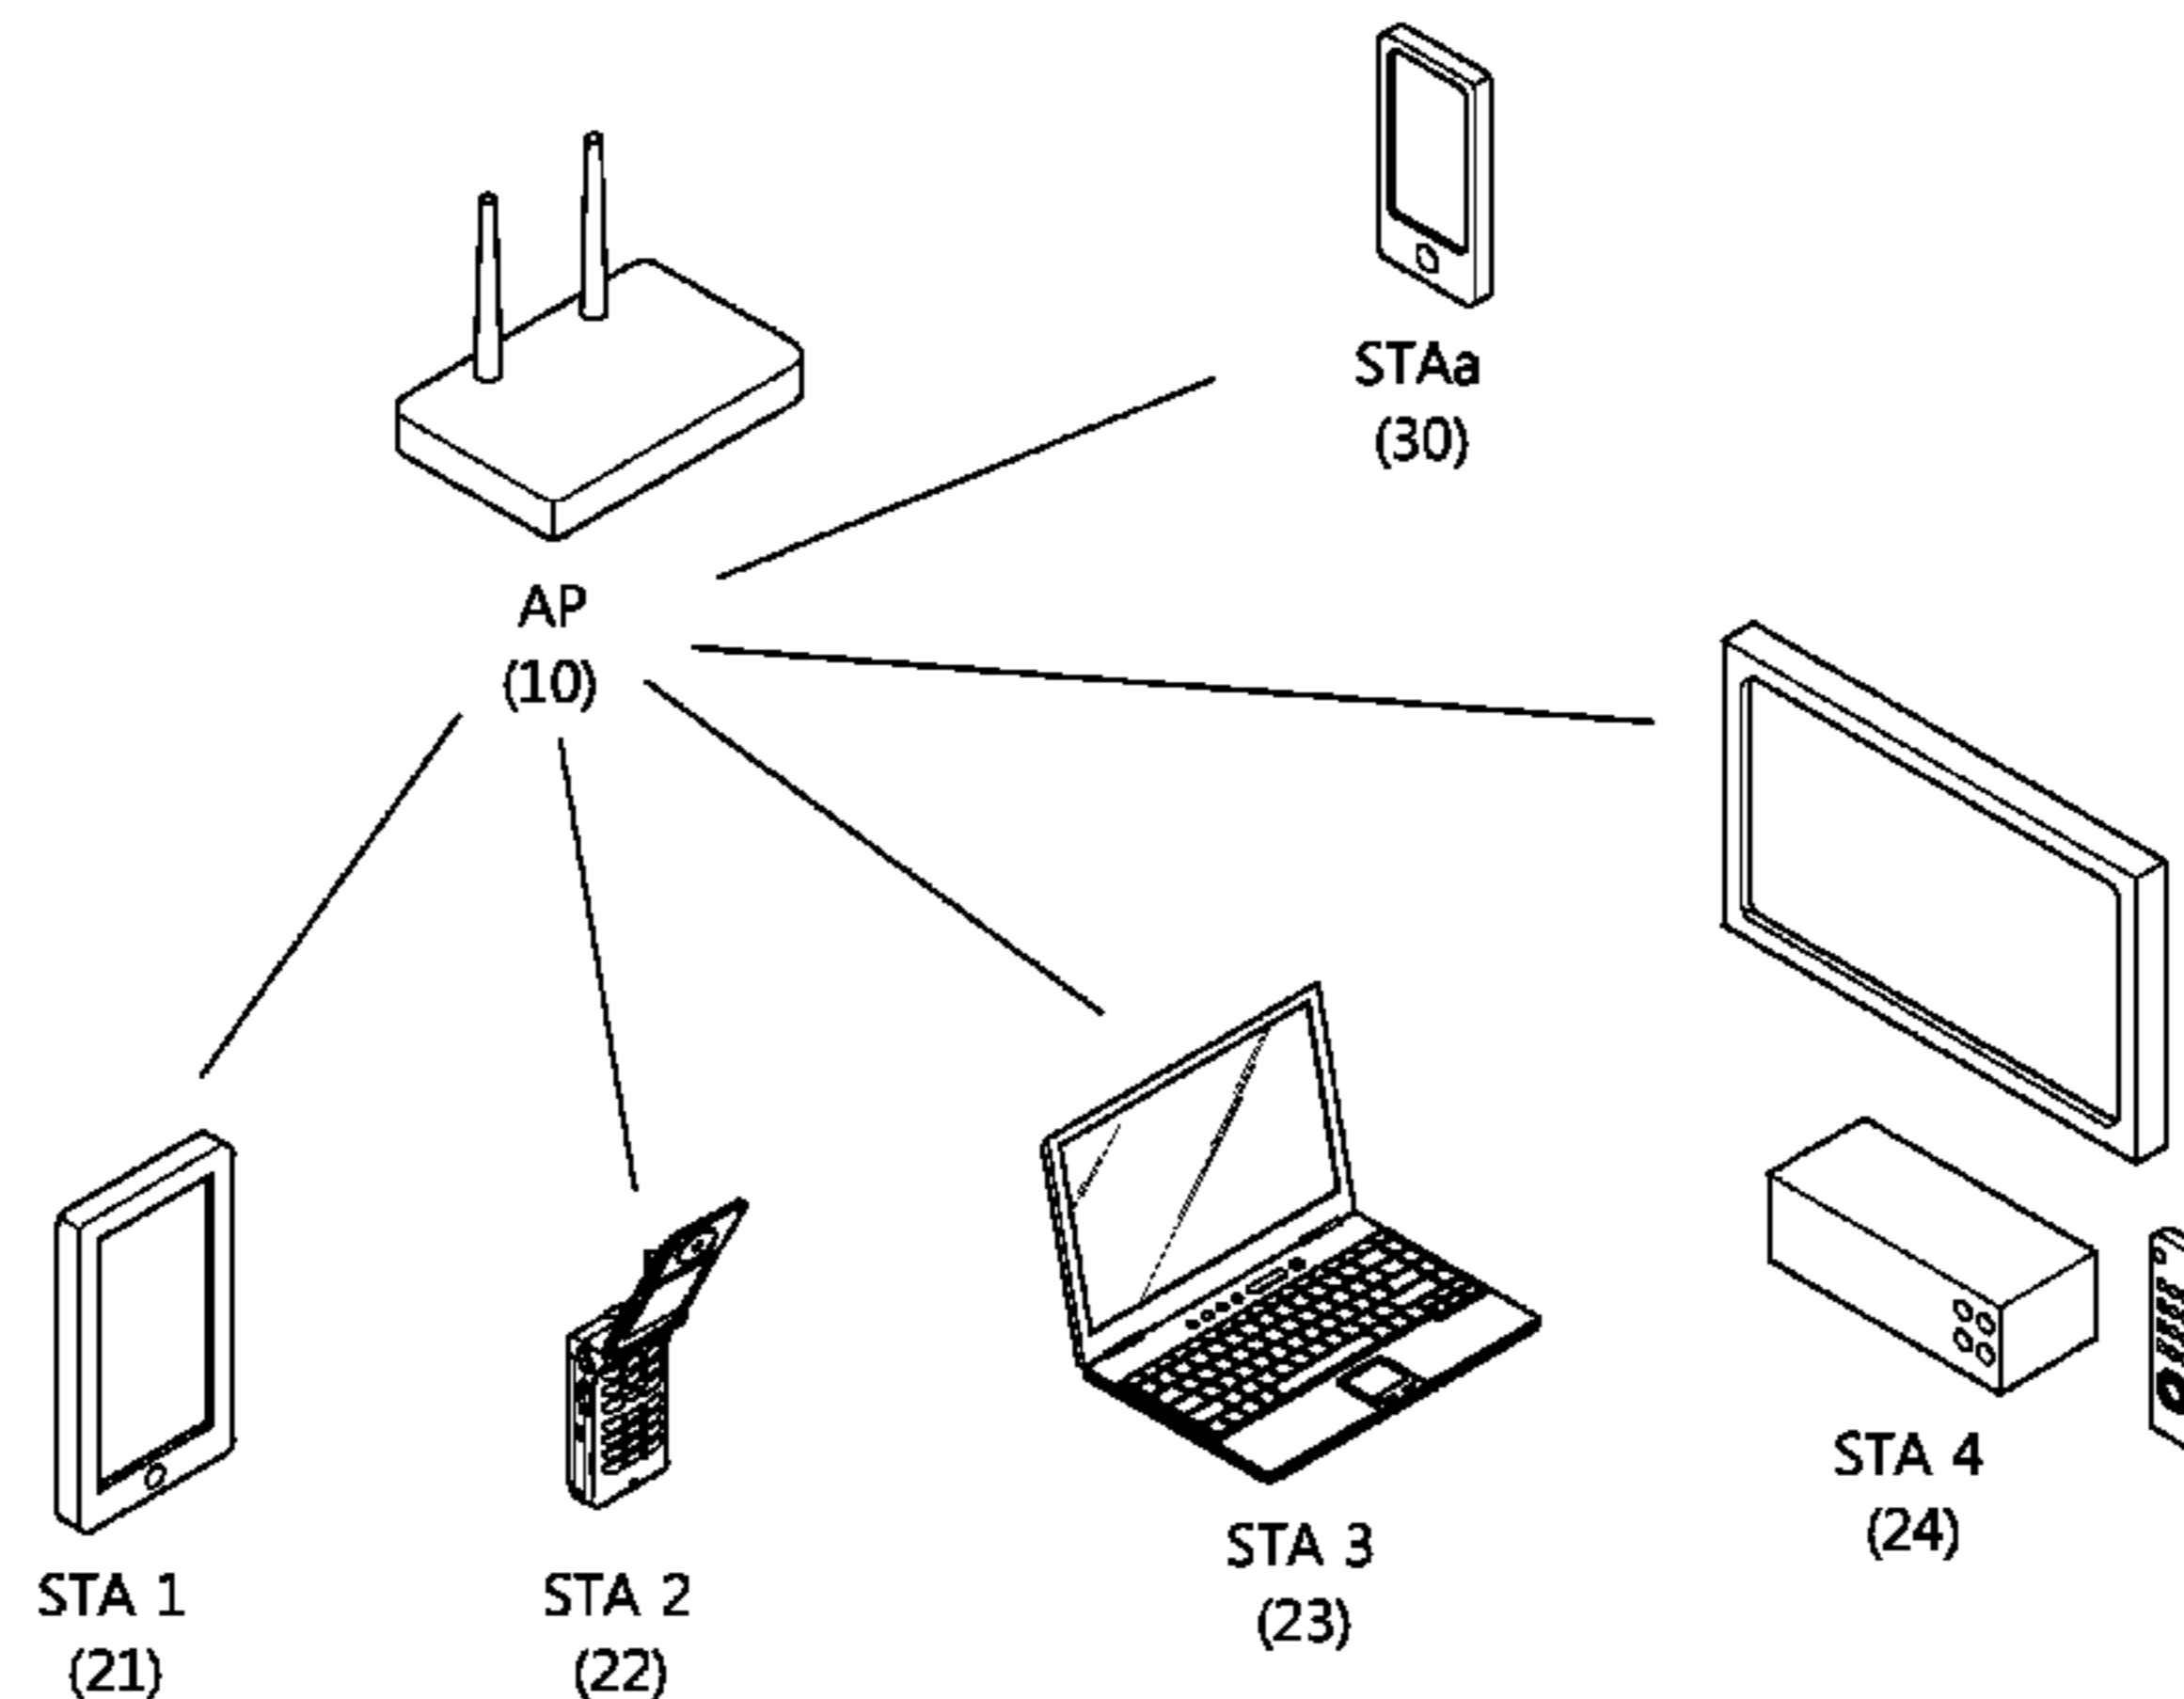 STAa
(30)
AP
(10)
STA 4
(24)
STA 3
(23)
STA 1
(21)
STA 2
(22)